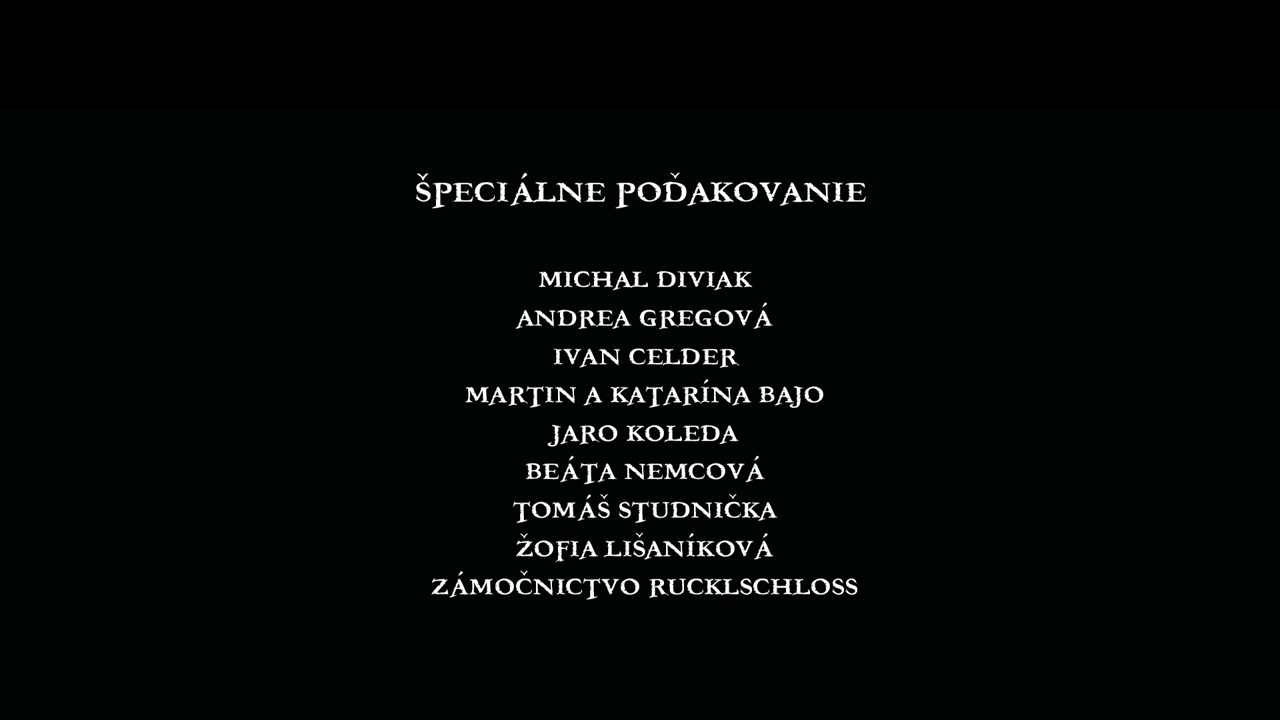 ŠPECIÁLNE POĎAKOVANIE
MICHAL DIVIAK
ANDREA GREGOVÁ
IVAN CELDER
MARTIN A KATARÍNA BAJO
JARO KOLEDA
BEÁTA NEMCOVÁ
TOMÁŠ STUDNIČKA
ŽOFIA LIŠANÍKOVÁ
ZÁMOČNICTVO RUCKLSCHLOSS